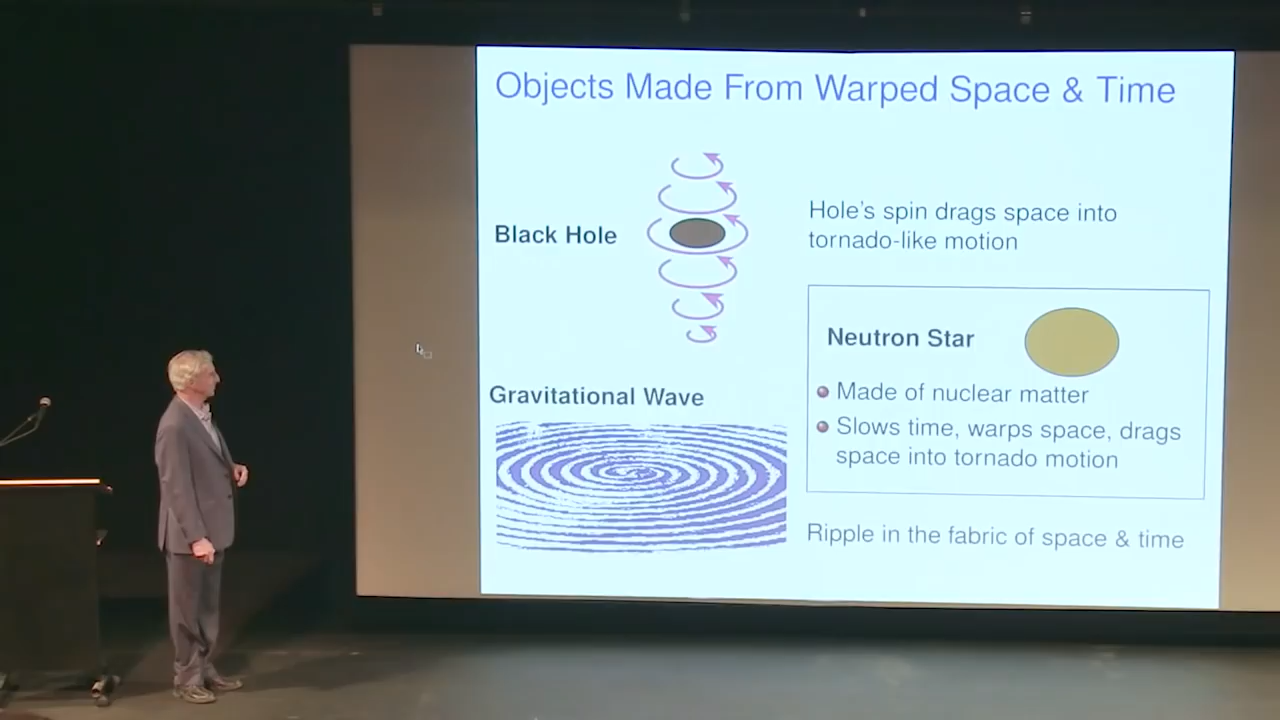 Objects Made From Warped Space & Time
Black Hole
Hole's spin drags space into
tornado-like motion
Neutron Star
Made of nuclear matter
Slows time, warps space, drags
space into tornado motion
Gravitational Wave
Ripple in the fabric of space & time